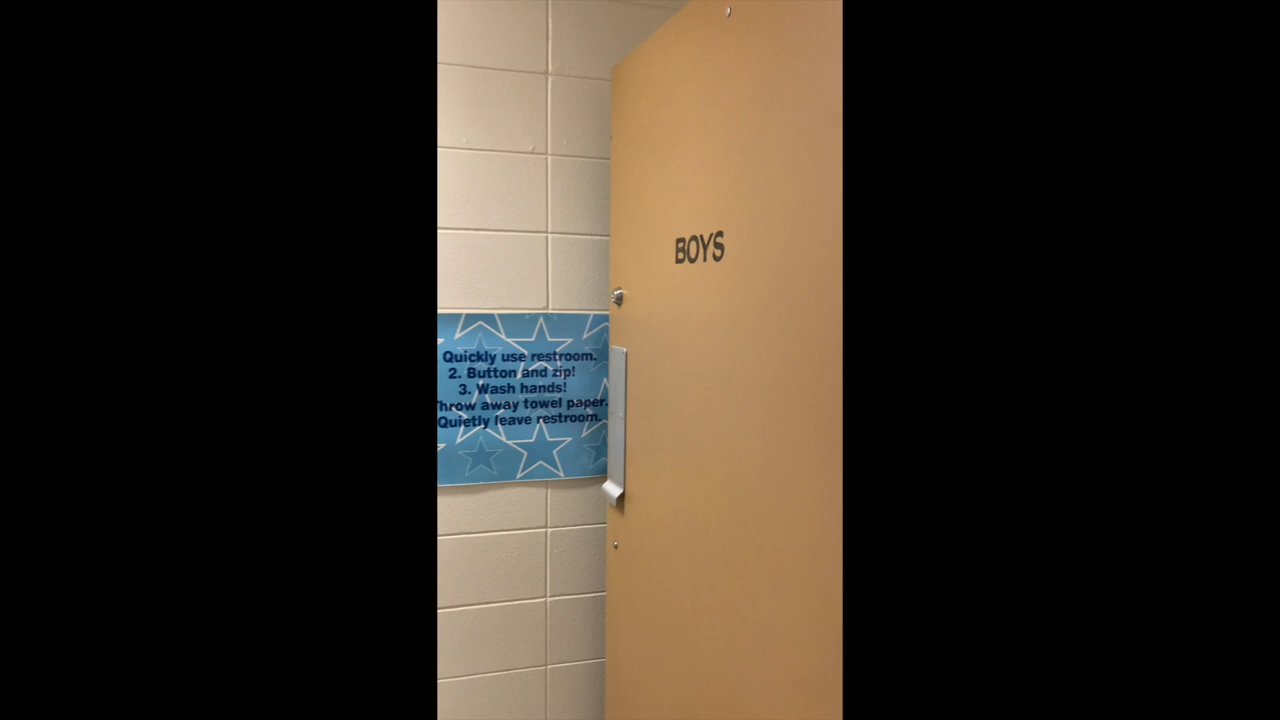 BOYS
Quickly use restroom.
2. Button and zip!
3. Wash hands!
Throw away towel paper.
Quietly leave restroom.